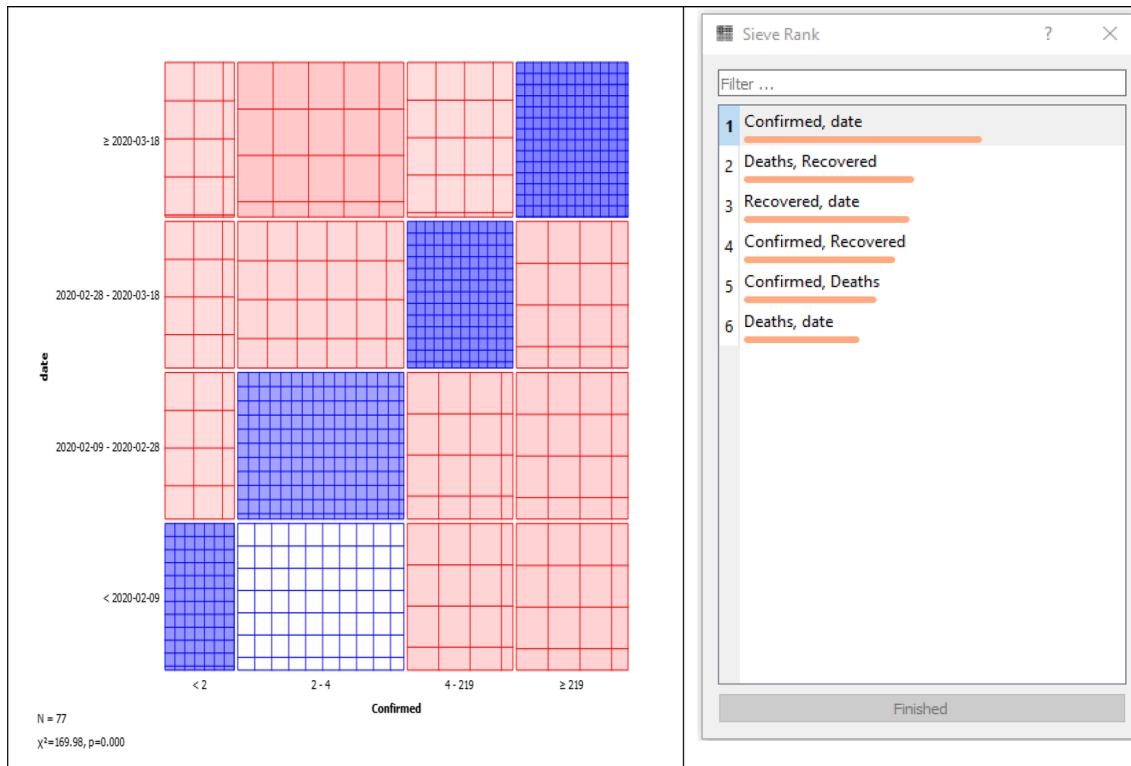 ≥ 2020-03-18
2020-02-28 - 2020-03-18
date
2020-02-09 - 2020-02-28
< 2020-02-09
< 2
2 - 4
4 - 219
≥ 219
Confirmed
N = 77
χ²=169.98, p=0.000
Sieve Rank
?
Filter ...
1 Confirmed, date
2 Deaths, Recovered
3 Recovered, date
4 Confirmed, Recovered
5 Confirmed, Deaths
6 Deaths, date
Finished